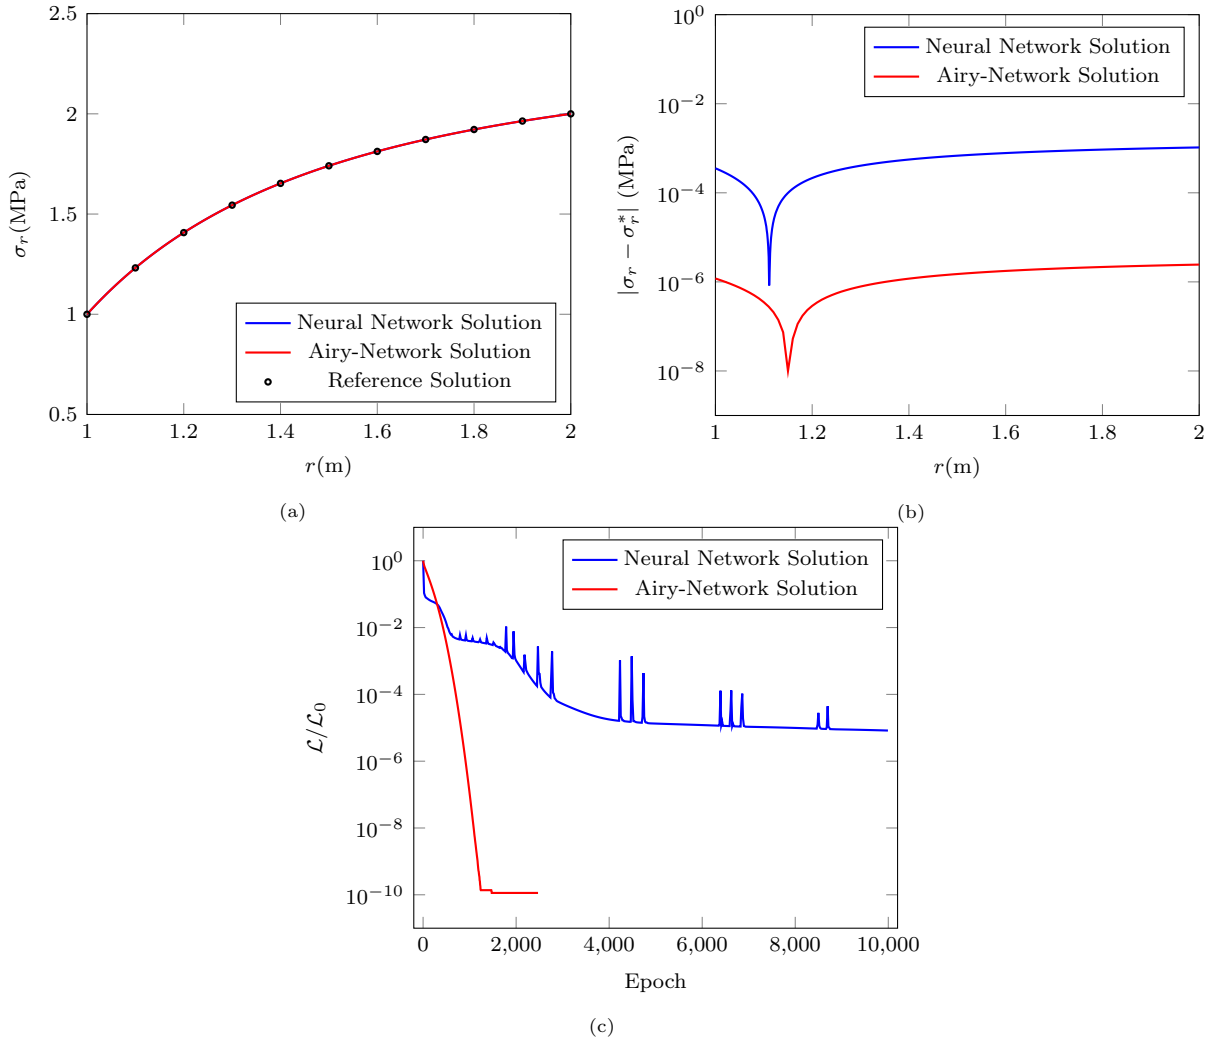 2.5
2
1.5
1
0.5
σ_r(MPa)
Neural Network Solution
Airy-Network Solution
Reference Solution
1 1.2 1.4 1.6 1.8 2
r(m)
(a)
10^0
10^−2
10^−4
10^−6
10^−8
|σ_r − σ_r^*| (MPa)
Neural Network Solution
Airy-Network Solution
1 1.2 1.4 1.6 1.8 2
r(m)
(b)
10^0
10^−2
10^−4
10^−6
10^−8
10^−10
ℒ/ℒ_0
Neural Network Solution
Airy-Network Solution
0 2,000 4,000 6,000 8,000 10,000
Epoch
(c)